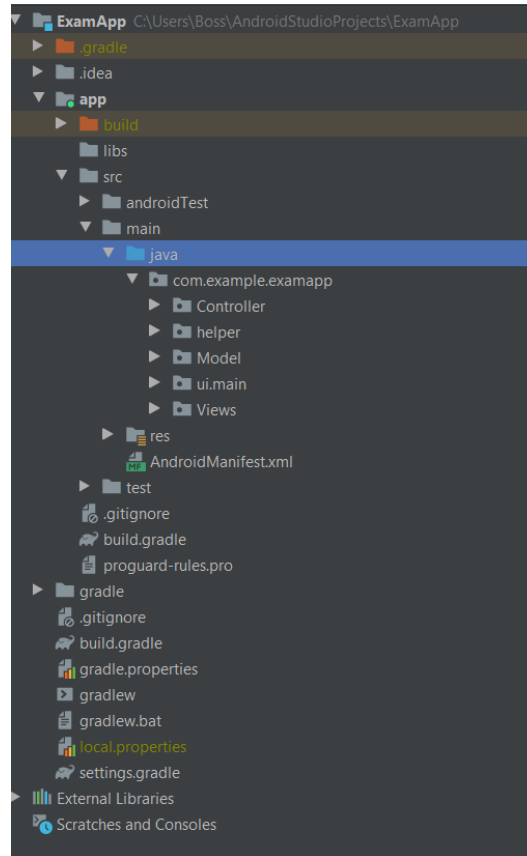 ExamApp C:\Users\Boss\AndroidStudioProjects\ExamApp
.gradle
.idea
app
build
libs
src
androidTest
main
java
com.example.examapp
Controller
helper
Model
ui.main
Views
res
MF AndroidManifest.xml
test
.gitignore
build.gradle
proguard-rules.pro
gradle
.gitignore
build.gradle
gradle.properties
gradlew
gradlew.bat
local.properties
settings.gradle
External Libraries
Scratches and Consoles